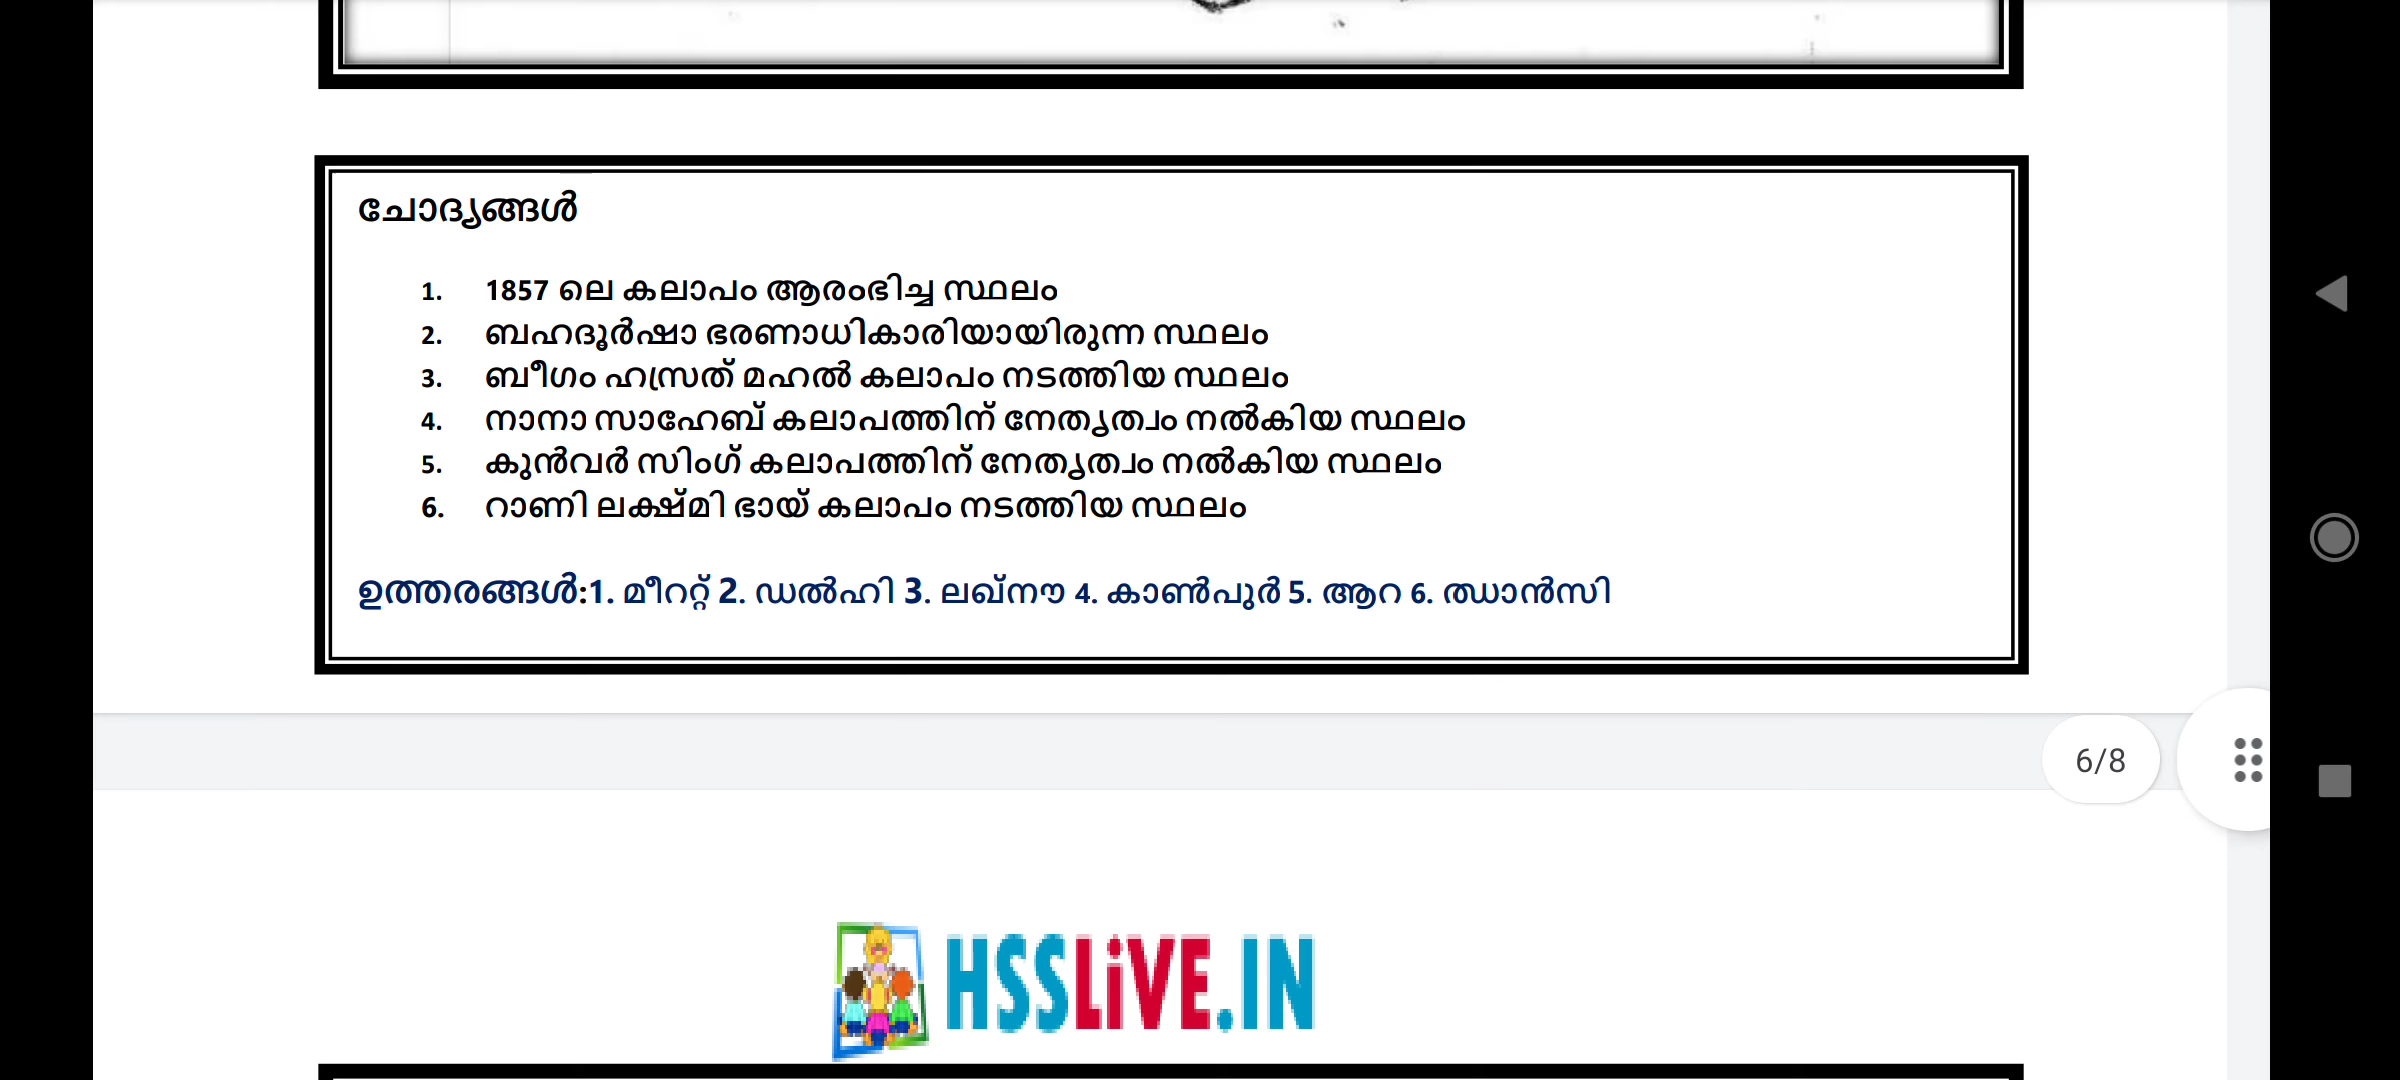 ചോദ്യങ്ങൾ
1. 1857 ലെ കലാപം ആരംഭിച്ച സ്ഥലം
2. ബഹദൂർഷാ ഭരണാധികാരിയായിരുന്ന സ്ഥലം
3. ബീഗം ഹസ്രത് മഹൽ കലാപം നടത്തിയ സ്ഥലം
4. നാനാ സാഹേബ് കലാപത്തിന് നേതൃത്വം നൽകിയ സ്ഥലം
5. കുൻവർ സിംഗ് കലാപത്തിന് നേതൃത്വം നൽകിയ സ്ഥലം
6. റാണി ലക്ഷ്മി ഭായ് കലാപം നടത്തിയ സ്ഥലം
ഉത്തരങ്ങൾ:1. മീററ്റ് 2. ഡൽഹി 3. ലഖ്നൗ 4. കാൺപുർ 5. ആറ 6. ഝാൻസി
6/8
HSSLiVE.IN